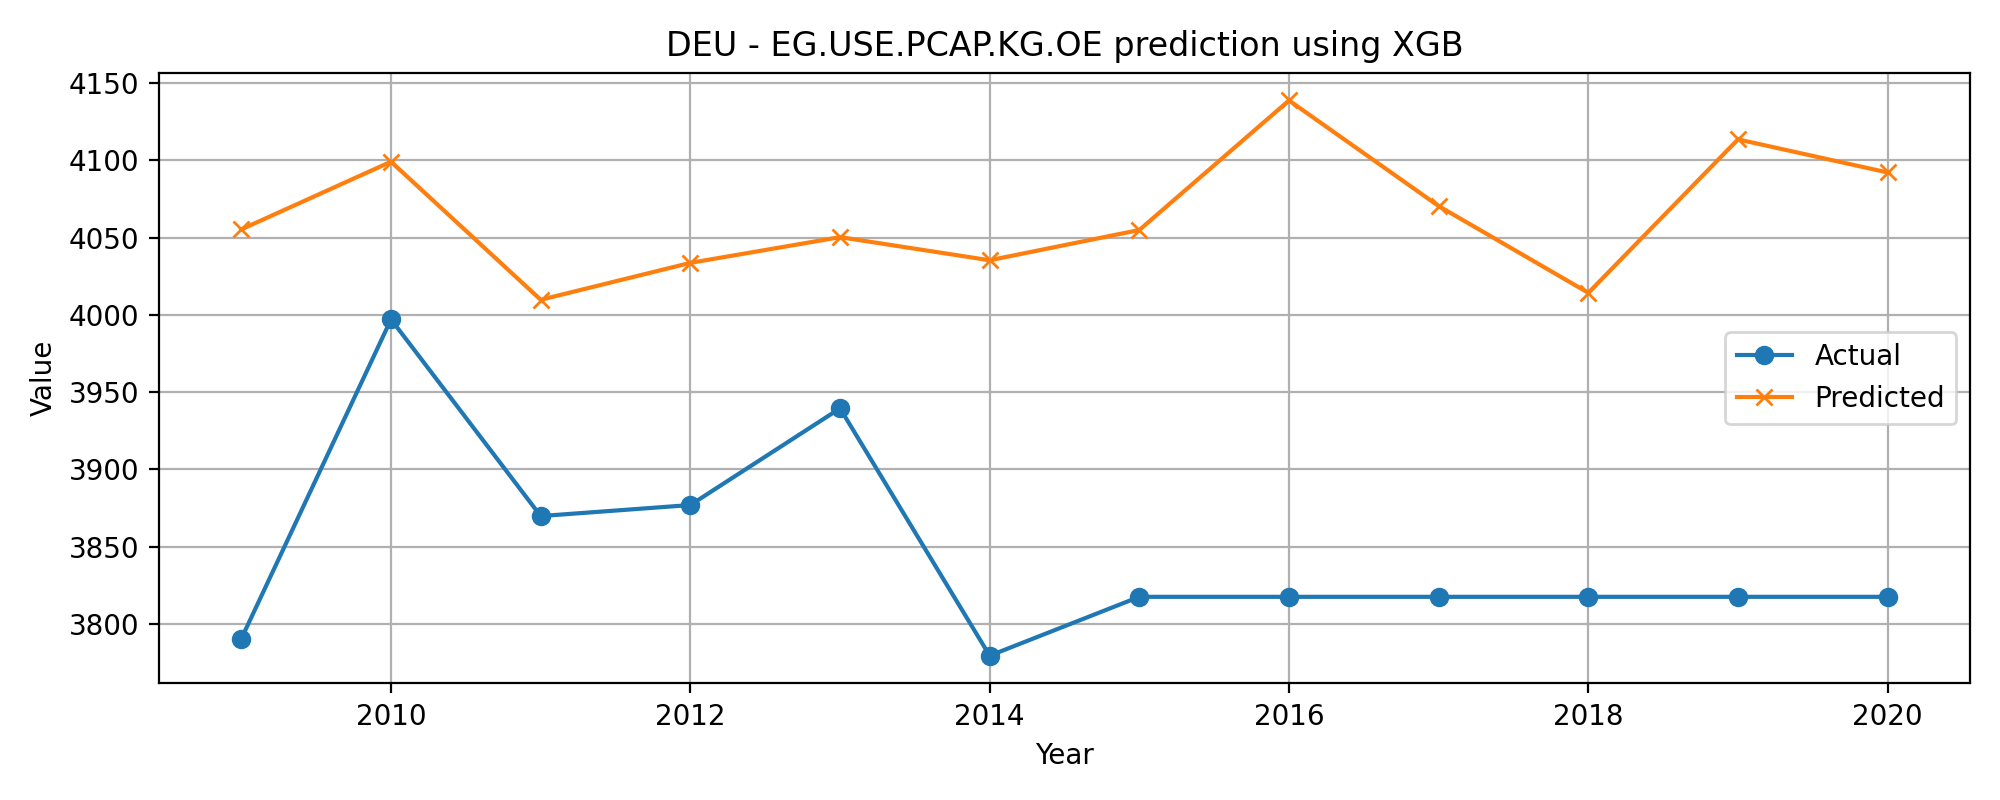 DEU - EG.USE.PCAP.KG.OE prediction using XGB
4150
4100
4050
4000
3950
3900
3850
3800
Value
Actual
Predicted
2010 2012 2014 2016 2018 2020
Year